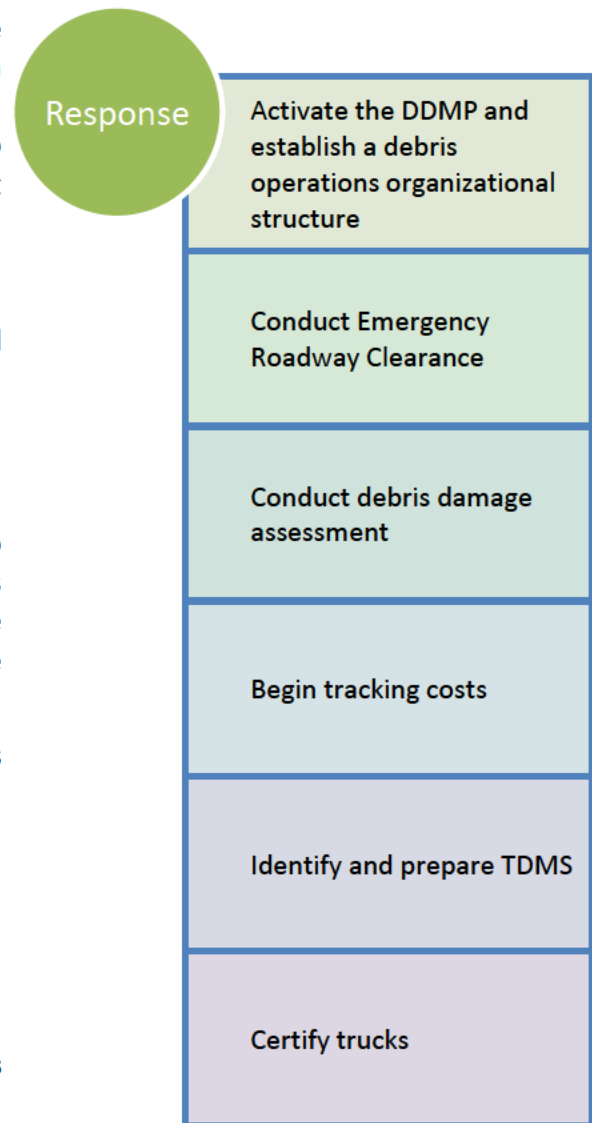 Response
Activate the DDMP and
establish a debris
operations organizational
structure
Conduct Emergency
Roadway Clearance
Conduct debris damage
assessment
Begin tracking costs
Identify and prepare TDMS
Certify trucks